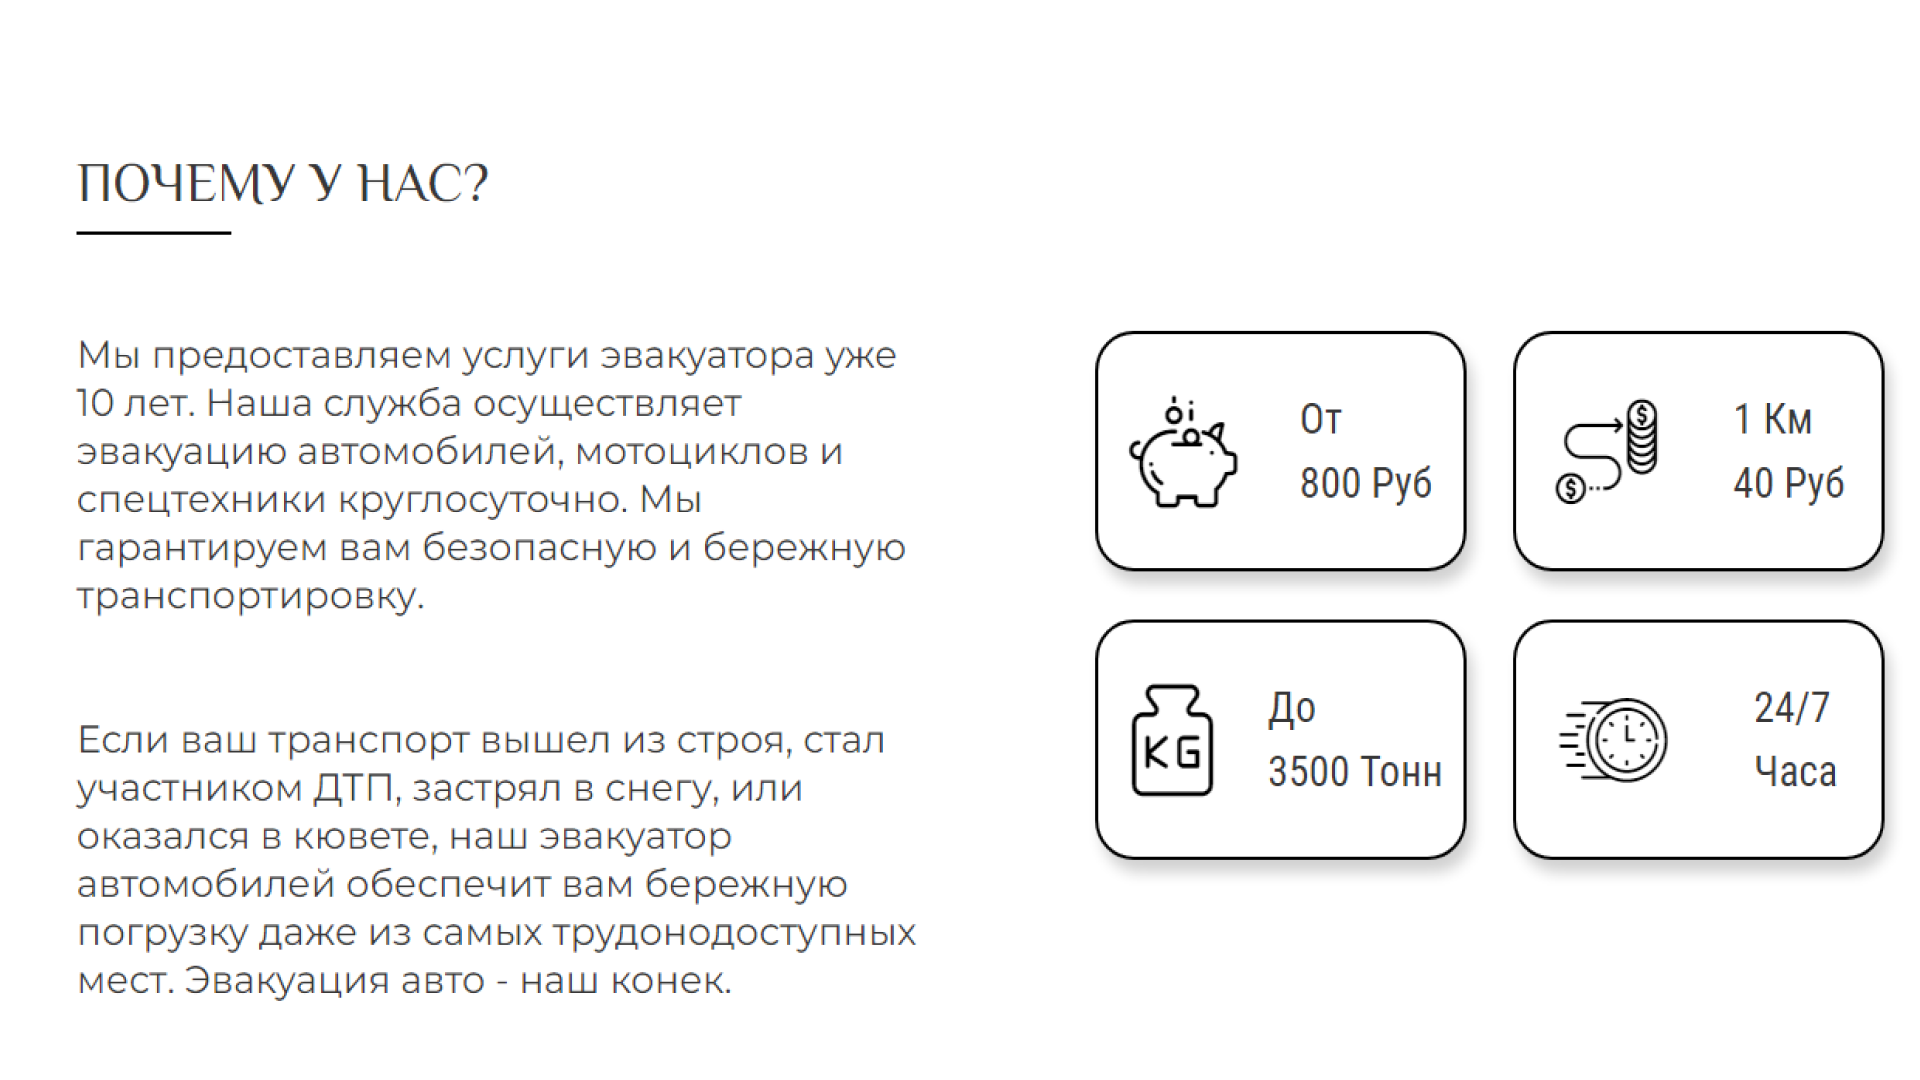 ПОЧЕМУ У НАС?
Мы предоставляем услуги эвакуатора уже
10 лет. Наша служба осуществляет
эвакуацию автомобилей, мотоциклов и
спецтехники круглосуточно. Мы
гарантируем вам безопасную и бережную
транспортировку.
Если ваш транспорт вышел из строя, стал
участником ДТП, застрял в снегу, или
оказался в кювете, наш эвакуатор
автомобилей обеспечит вам бережную
погрузку даже из самых трудонодоступных
мест. Эвакуация авто - наш конек.
От
800 Руб
$
$
1 Км
40 Руб
KG
До
3500 Тонн
24/7
Часа